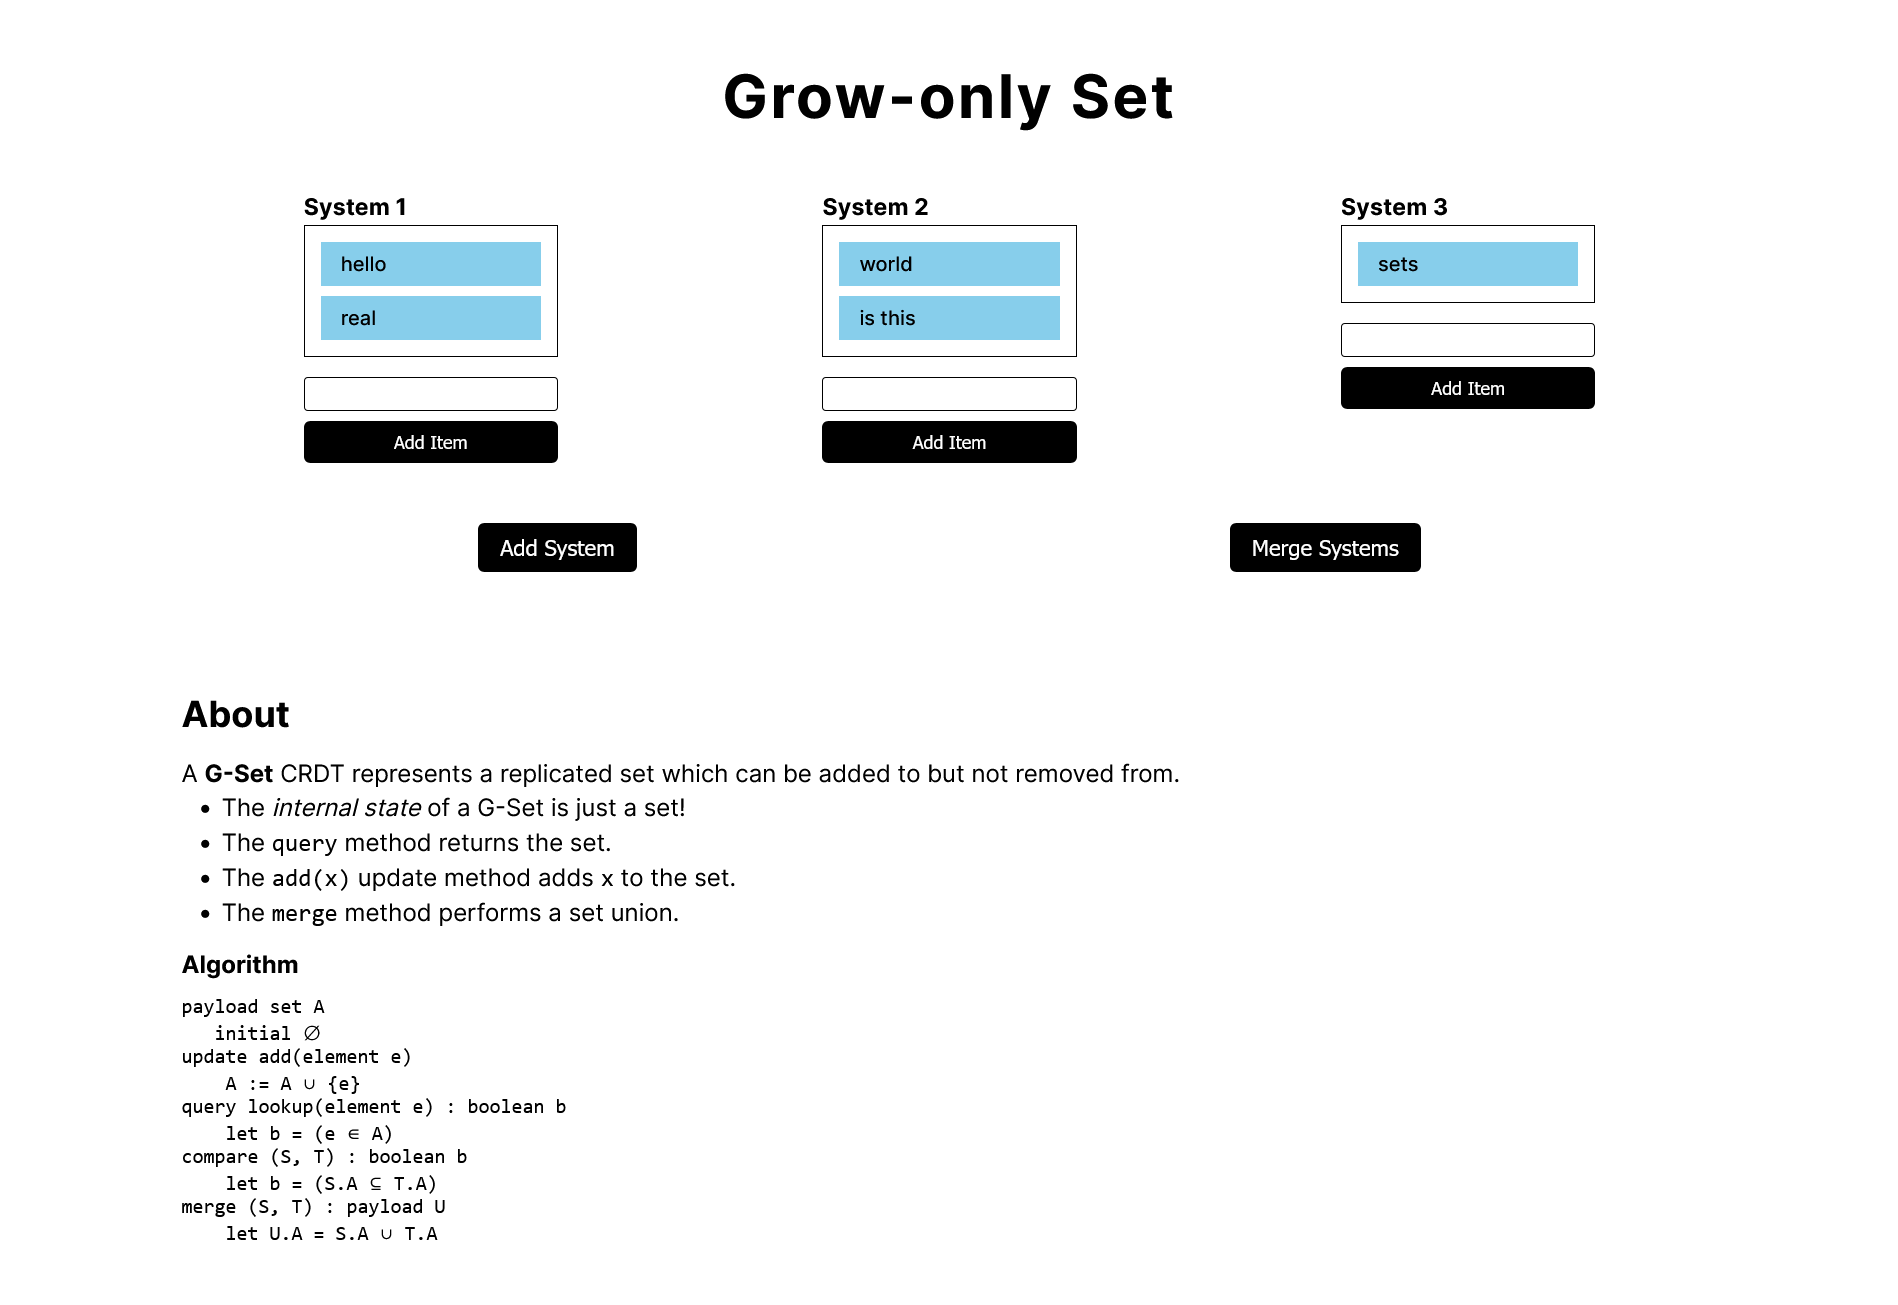 Grow-only Set
System 1
hello
real
Add Item
System 2
world
is this
Add Item
System 3
sets
Add Item
Add System
Merge Systems
About
A G-Set CRDT represents a replicated set which can be added to but not removed from.
• The internal state of a G-Set is just a set!
• The query method returns the set.
• The add(x) update method adds x to the set.
• The merge method performs a set union.
Algorithm
payload set A
   initial ∅
update add(element e)
    A := A ∪ {e}
query lookup(element e) : boolean b
    let b = (e ∈ A)
compare (S, T) : boolean b
    let b = (S.A ⊆ T.A)
merge (S, T) : payload U
    let U.A = S.A ∪ T.A